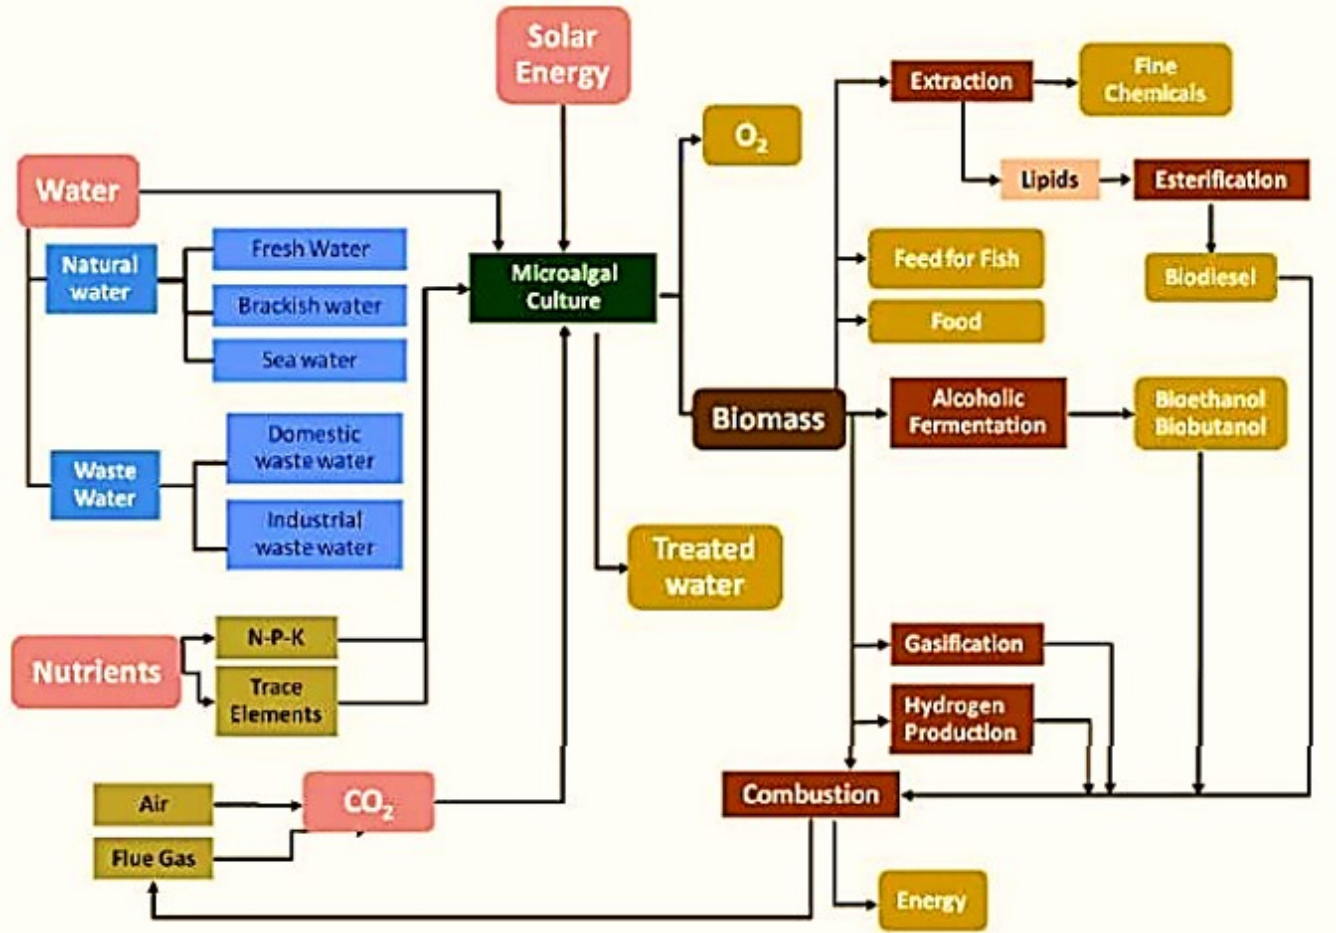 Solar
Energy
Extraction
Fine
Chemicals
O₂
Water
Lipids
Esterification
Natural
water
Fresh Water
Brackish water
Sea water
Microalgal
Culture
Feed for Fish
Biodiesel
Food
Biomass
Alcoholic
Fermentation
Bioethanol
Biobutanol
Waste
Water
Domestic
waste water
Industrial
waste water
Treated
water
Nutrients
N-P-K
Trace
Elements
Gasification
Hydrogen
Production
Air
CO₂
Combustion
Flue Gas
Energy